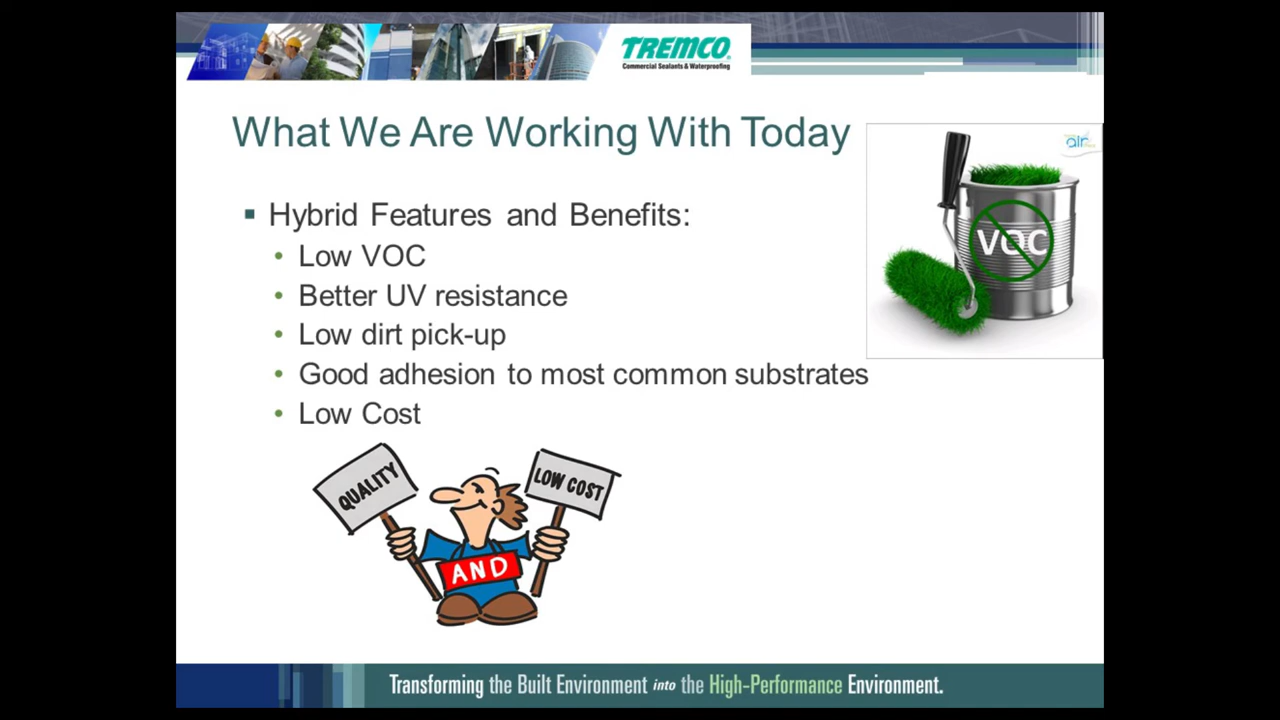 TREMCO®
Commercial Sealants & Waterproofing
What We Are Working With Today
air
▪ Hybrid Features and Benefits:
VOC
• Low VOC
• Better UV resistance
• Low dirt pick-up
• Good adhesion to most common substrates
• Low Cost
QUALITY
LOW COST
AND
Transforming the Built Environment into the High-Performance Environment.